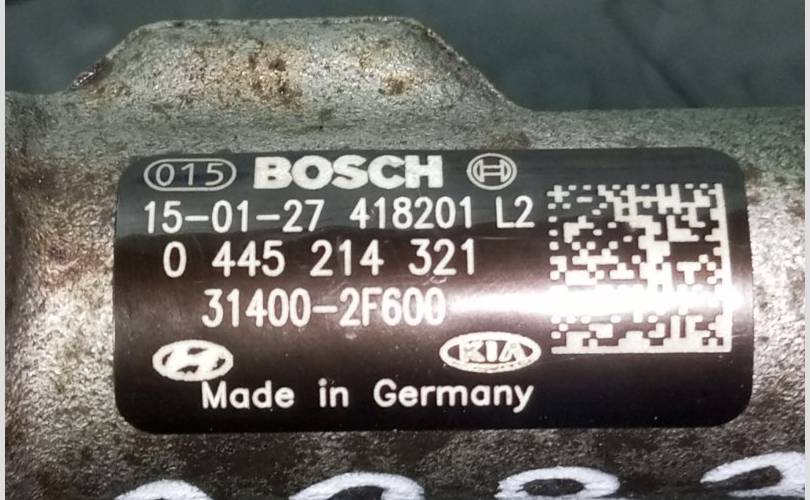 015 BOSCH
15-01-27 418201 L2
0 445 214 321
31400-2F600
KIA
Made in Germany